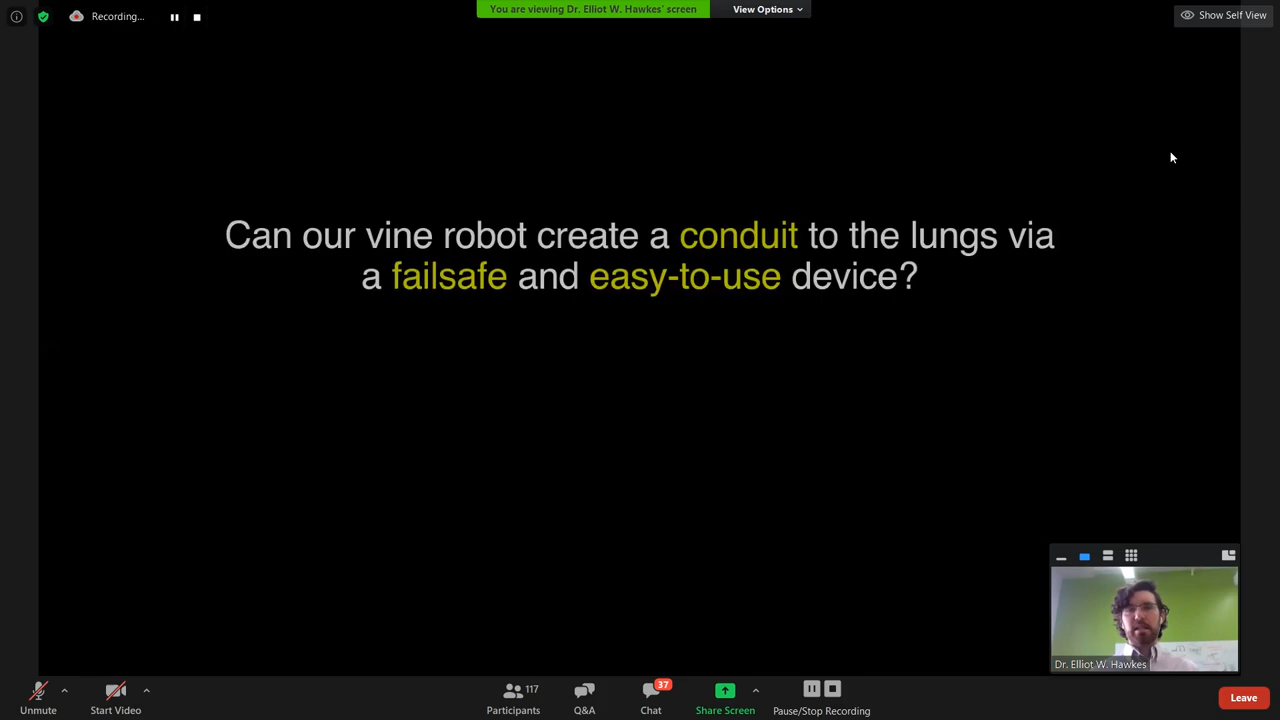 Recording...
You are viewing Dr. Elliot W. Hawkes' screen
View Options
Show Self View
Can our vine robot create a conduit to the lungs via
a failsafe and easy-to-use device?
Dr. Elliot W. Hawkes
Unmute
Start Video
117
Participants
Q&A
37
Chat
Share Screen
Pause/Stop Recording
Leave